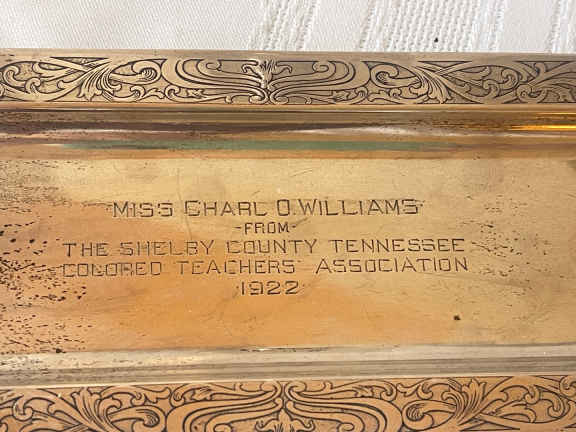 MISS CHARL O. WILLIAMS
-FROM-
THE SHELBY COUNTY TENNESSEE
COLORED TEACHERS ASSOCIATION
·1922·